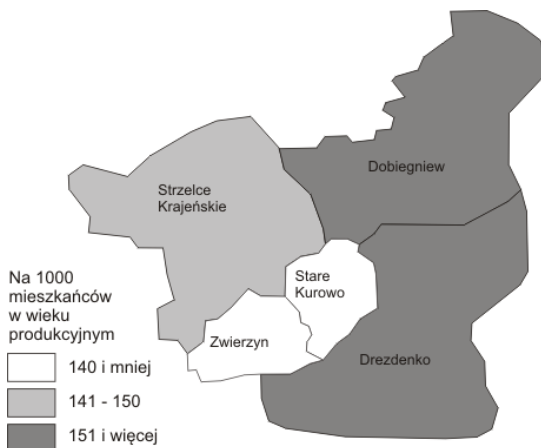 Dobiegniew
Strzelce
Krajeńskie
Stare
Kurowo
Zwierzyn
Drezdenko
Na 1000
mieszkańców
w wieku
produkcyjnym
140 i mniej
141 - 150
151 i więcej